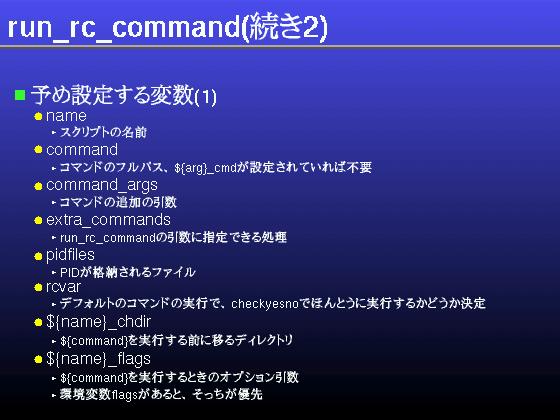 run_rc_command(続き2)
予め設定する変数(1)
name
スクリプトの名前
command
コマンドのフルパス、${arg}_cmdが設定されていれば不要
command_args
コマンドの追加の引数
extra_commands
run_rc_commandの引数に指定できる処理
pidfiles
PIDが格納されるファイル
rcvar
デフォルトのコマンドの実行で、checkyesnoでほんとうに実行するかどうか決定
${name}_chdir
${command}を実行する前に移るディレクトリ
${name}_flags
${command}を実行するときのオプション引数
環境変数flagsがあると、そっちが優先